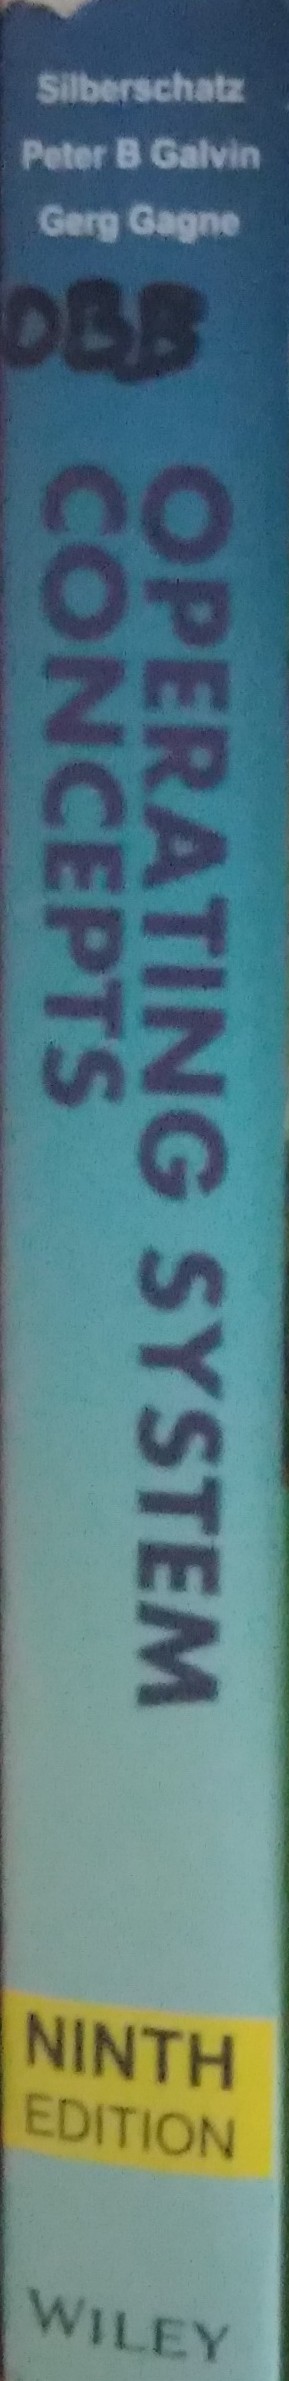 Silberschatz
Peter B Galvin
Gerg Gagne
OPERATING SYSTEM
CONCEPTS
NINTH
EDITION
WILEY